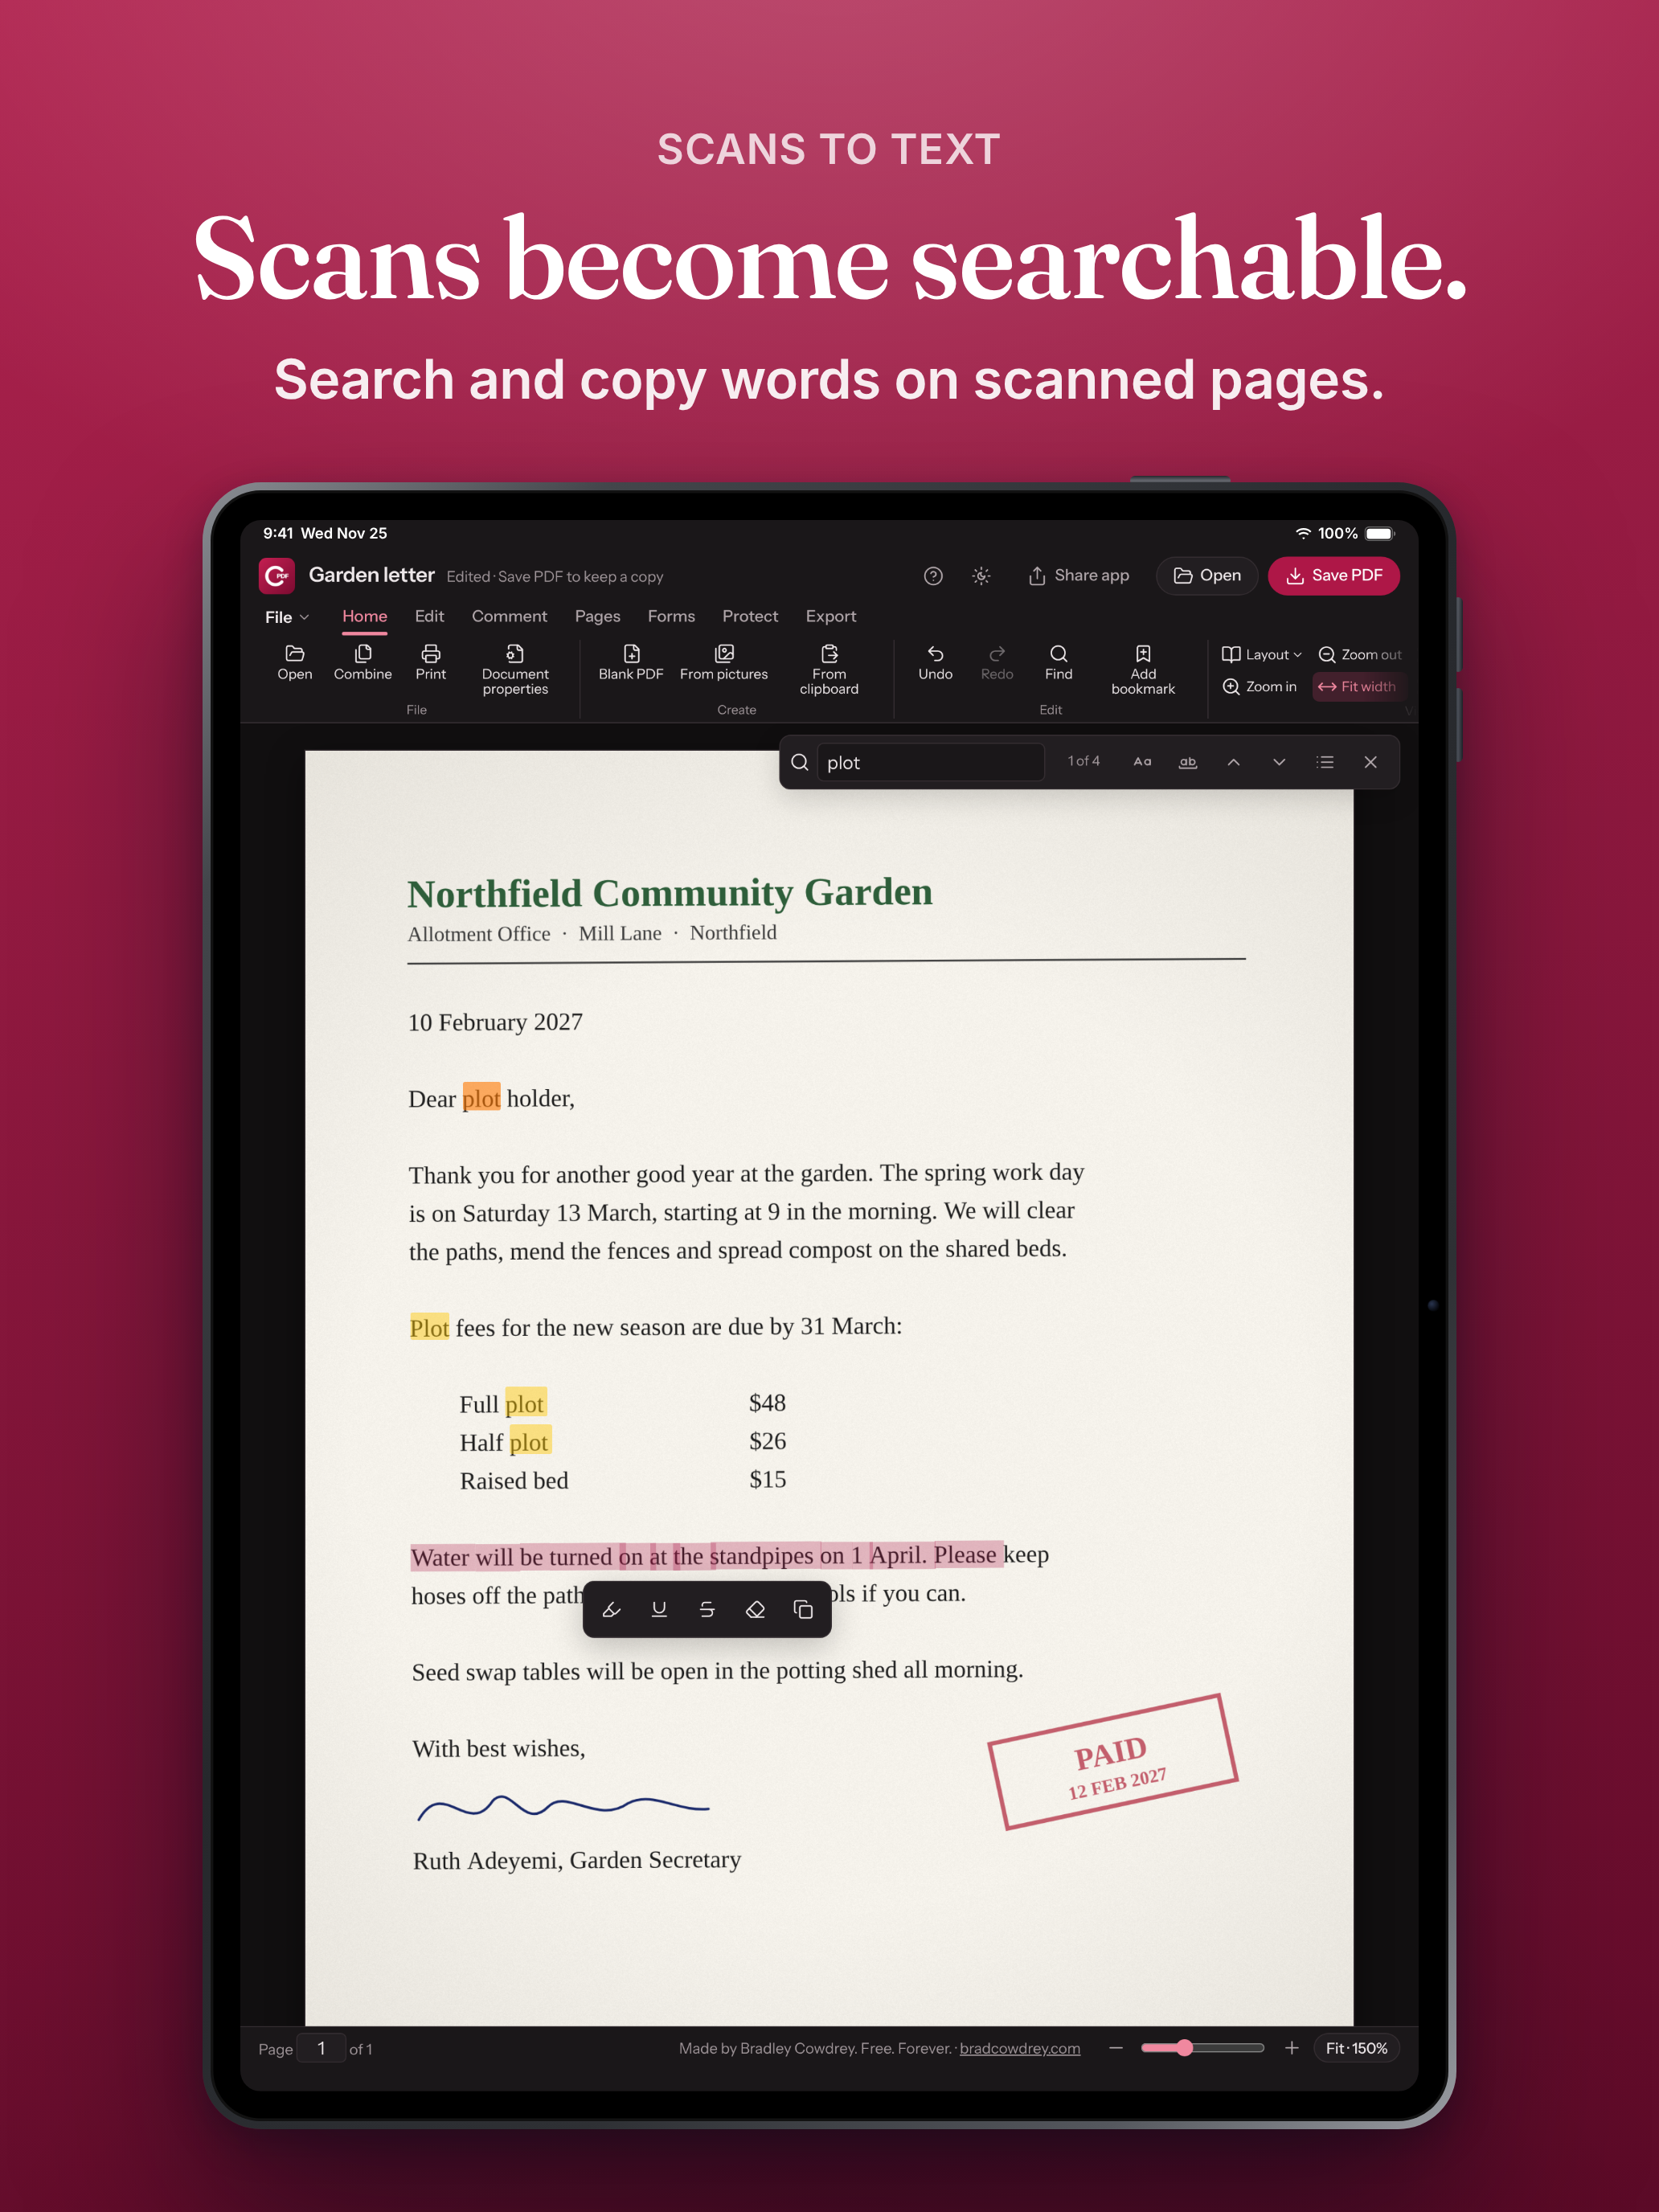 SCANS TO TEXT
Scans become searchable.
Search and copy words on scanned pages.
9:41 Wed Nov 25
100%
PDF
Garden letter
Edited · Save PDF to keep a copy
Share app
Open
Save PDF
File
Home
Edit
Comment
Pages
Forms
Protect
Export
Open
Combine
Print
Document
properties
File
Blank PDF
From pictures
From
clipboard
Create
Undo
Redo
Find
Add
bookmark
Edit
Layout
Zoom out
Zoom in
Fit width
plot
1 of 4
Aa
ab
Northfield Community Garden
Allotment Office · Mill Lane · Northfield
10 February 2027
Dear plot holder,
Thank you for another good year at the garden. The spring work day
is on Saturday 13 March, starting at 9 in the morning. We will clear
the paths, mend the fences and spread compost on the shared beds.
Plot fees for the new season are due by 31 March:
Full plot $48
Half plot $26
Raised bed $15
Water will be turned on at the standpipes on 1 April. Please keep
hoses off the path
if you can.
Seed swap tables will be open in the potting shed all morning.
With best wishes,
Ruth Adeyemi, Garden Secretary
PAID
12 FEB 2027
Page 1 of 1
Made by Bradley Cowdrey. Free. Forever. · bradcowdrey.com
Fit · 150%